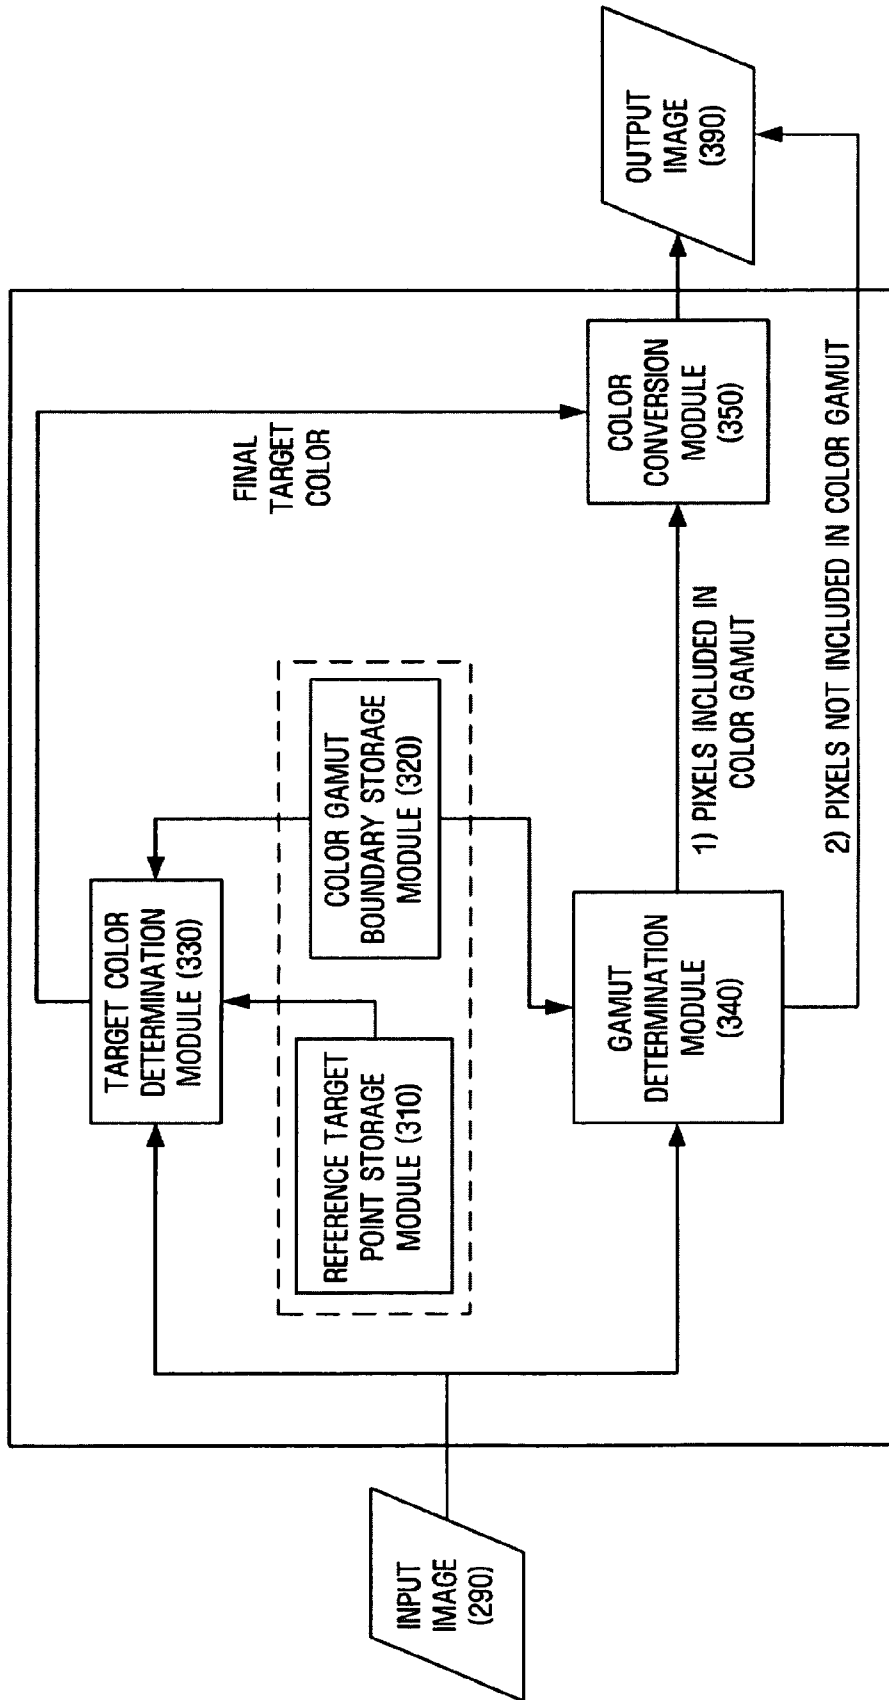 INPUT
IMAGE
(290)
TARGET COLOR
DETERMINATION
MODULE (330)
REFERENCE TARGET
POINT STORAGE
MODULE (310)
COLOR GAMUT
BOUNDARY STORAGE
MODULE (320)
GAMUT
DETERMINATION
MODULE
(340)
FINAL
TARGET
COLOR
1) PIXELS INCLUDED IN
COLOR GAMUT
2) PIXELS NOT INCLUDED IN COLOR GAMUT
COLOR
CONVERSION
MODULE
(350)
OUTPUT
IMAGE
(390)